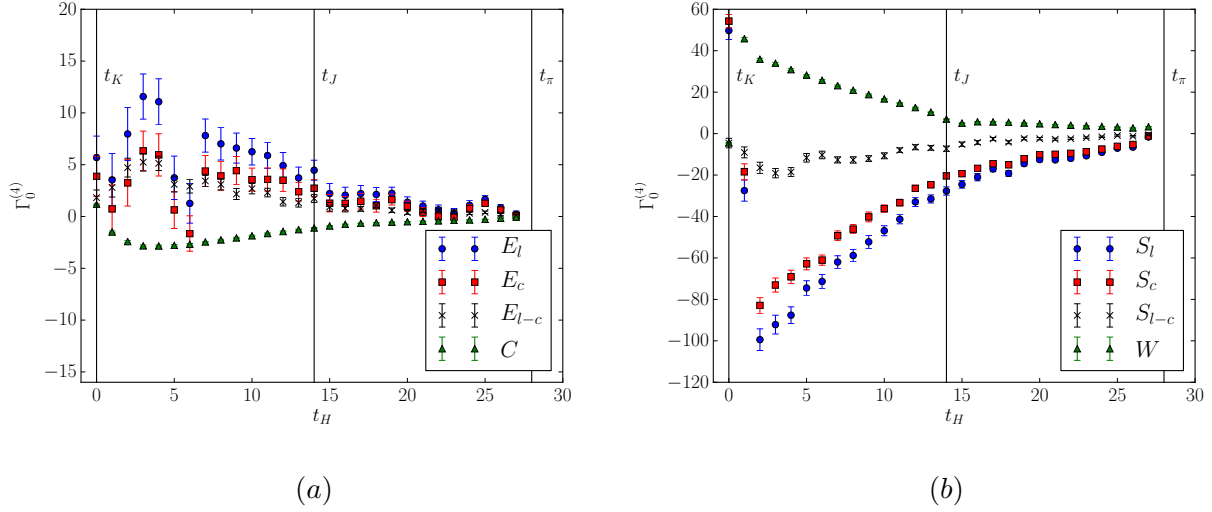 20
15
10
5
0
−5
−10
−15
Γ₀⁽⁴⁾
t_K
t_J
t_π
E_l
E_c
E_{l−c}
C
0 5 10 15 20 25 30
t_H
(a)
60
40
20
0
−20
−40
−60
−80
−100
−120
Γ₀⁽⁴⁾
t_K
t_J
t_π
S_l
S_c
S_{l−c}
W
0 5 10 15 20 25 30
t_H
(b)